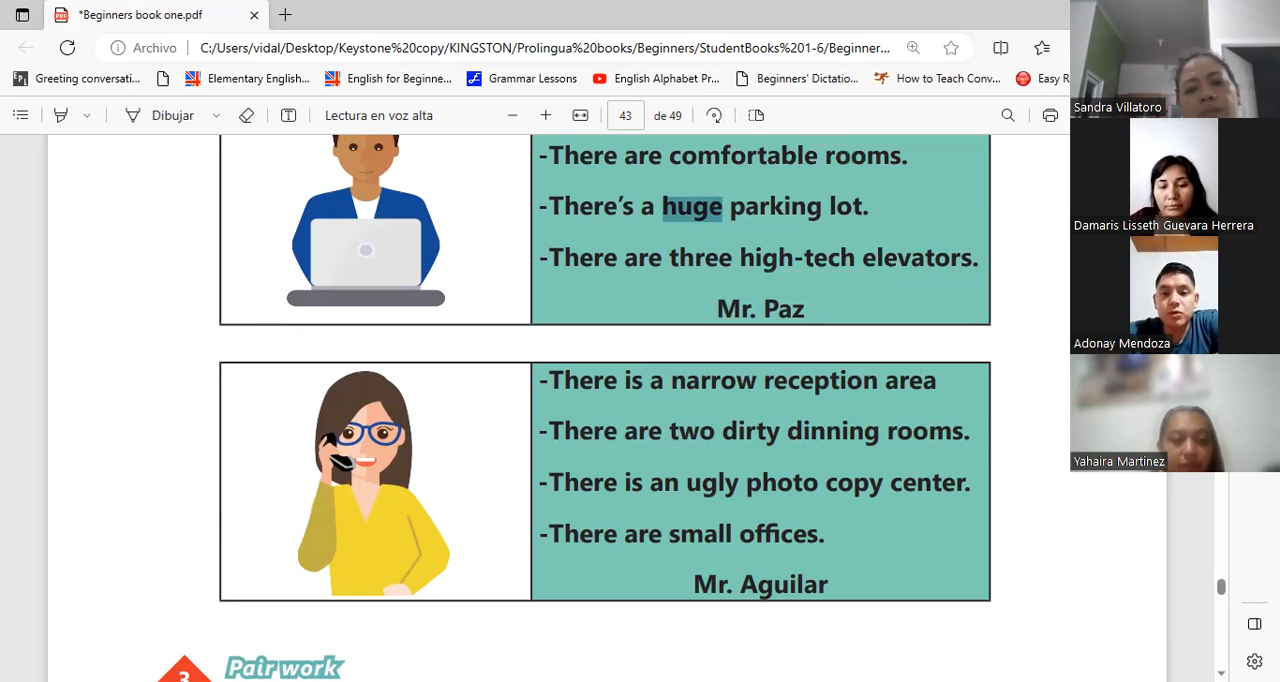 *Beginners book one.pdf
Archivo
C:/Users/vidal/Desktop/Keystone%20copy/KINGSTON/Prolingua%20books/Beginners/StudentBooks%201-6/Beginner...
Greeting conversati...
Elementary English...
English for Beginne...
Grammar Lessons
English Alphabet Pr...
Beginners' Dictatio...
How to Teach Conv...
Easy R
Dibujar
Lectura en voz alta
43
de 49
-There are comfortable rooms.
-There's a huge parking lot.
-There are three high-tech elevators.
Mr. Paz
-There is a narrow reception area
-There are two dirty dinning rooms.
-There is an ugly photo copy center.
-There are small offices.
Mr. Aguilar
3
Pair work
Sandra Villatoro
Damaris Lisseth Guevara Herrera
Adonay Mendoza
Yahaira Martinez